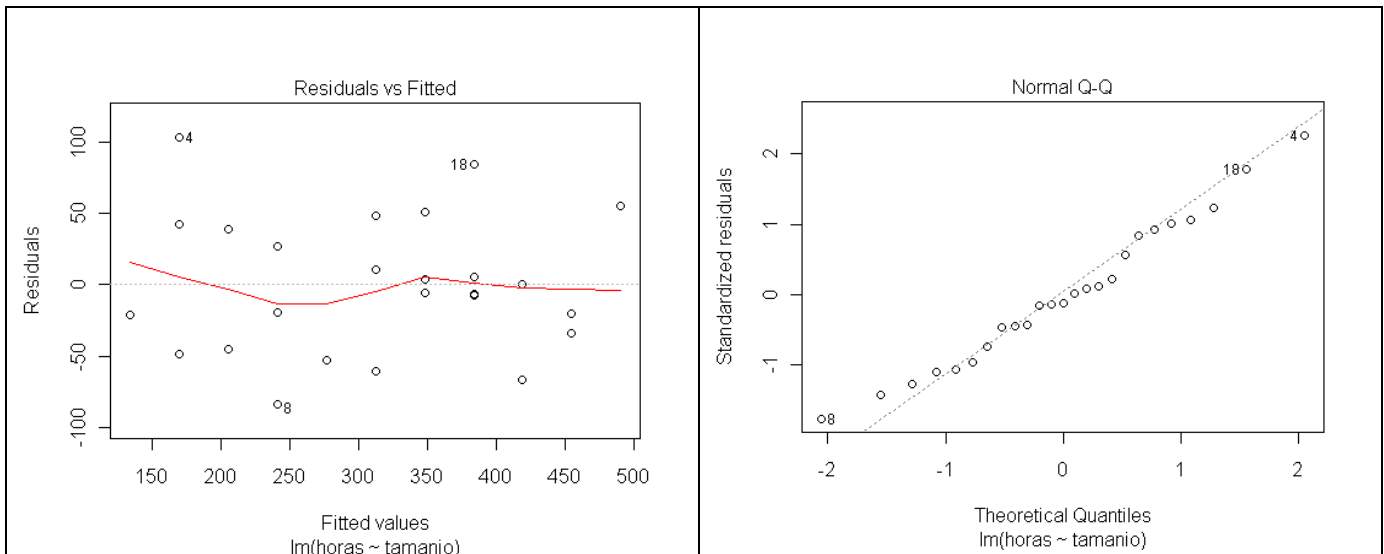 Residuals vs Fitted
Residuals
100
50
0
-50
-100
4
18
8
150 200 250 300 350 400 450 500
Fitted values
lm(horas ~ tamanio)
Normal Q-Q
Standardized residuals
2
1
0
-1
4
18
8
-2 -1 0 1 2
Theoretical Quantiles
lm(horas ~ tamanio)